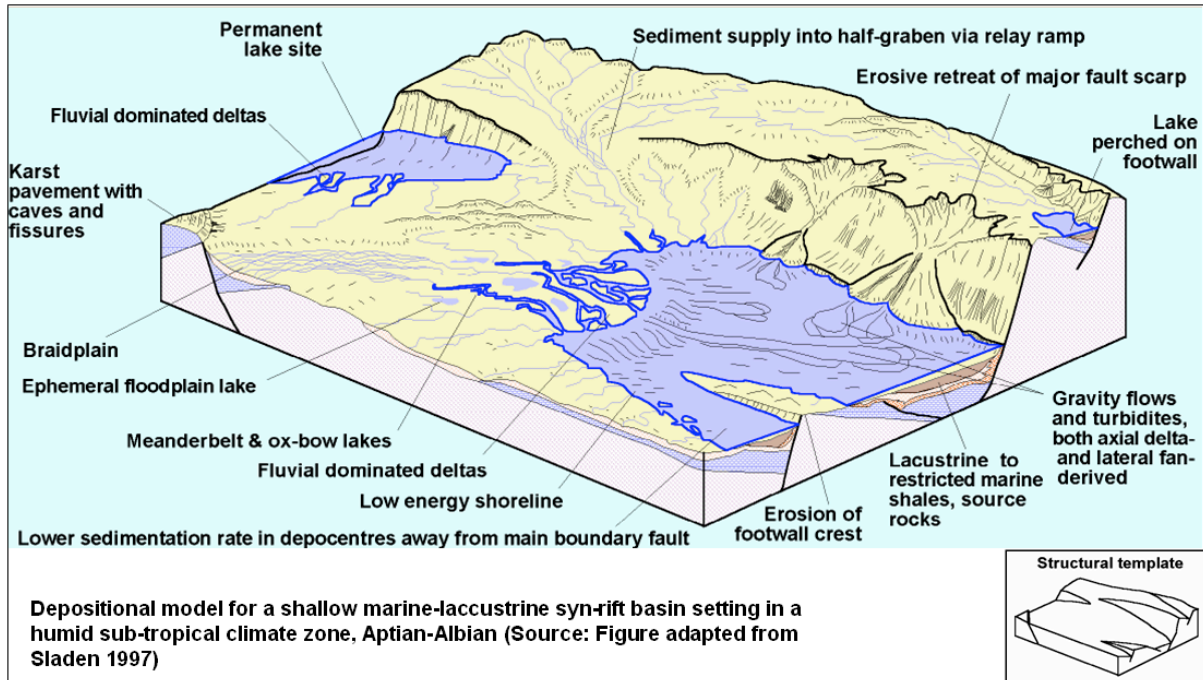 Permanent
lake site
Sediment supply into half-graben via relay ramp
Erosive retreat of major fault scarp
Fluvial dominated deltas
Lake
perched on
footwall
Karst
pavement with
caves and
fissures
Braidplain
Ephemeral floodplain lake
Meanderbelt & ox-bow lakes
Fluvial dominated deltas
Low energy shoreline
Lower sedimentation rate in depocentres away from main boundary fault
Erosion of
footwall crest
Lacustrine to
restricted marine
shales, source
rocks
Gravity flows
and turbidites,
both axial delta-
and lateral fan-
derived
Structural template
Depositional model for a shallow marine-laccustrine syn-rift basin setting in a
humid sub-tropical climate zone, Aptian-Albian (Source: Figure adapted from
Sladen 1997)